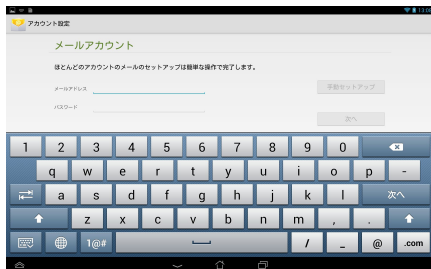 13:08
アカウント設定
メールアカウント
ほとんどのアカウントのメールのセットアップは簡単な操作で完了します。
メールアドレス
手動セットアップ
パスワード
次へ
1 2 3 4 5 6 7 8 9 0
q w e r t y u i o p -
a s d f g h j k l 次へ
z x c v b n m , .
1@# / _ @ .com